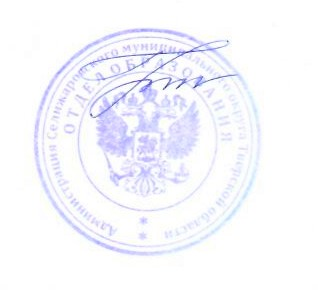 Администрация Селижаровского муниципального округа Тверской области
ОТДЕЛ ОБРАЗОВАНИЯ